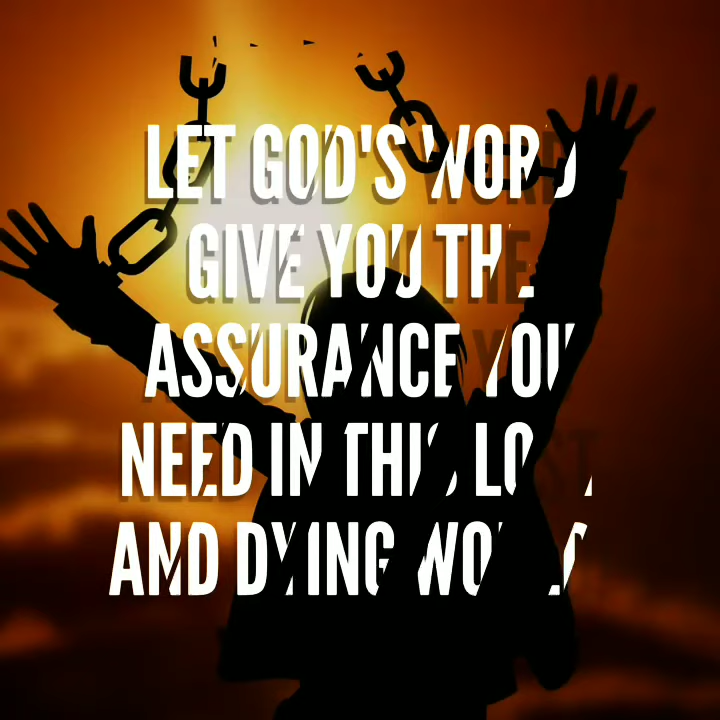 LET GOD'S WORD
GIVE YOU THE
ASSURANCE YOU
NEED IN THIS LOST
AND DYING WORLD